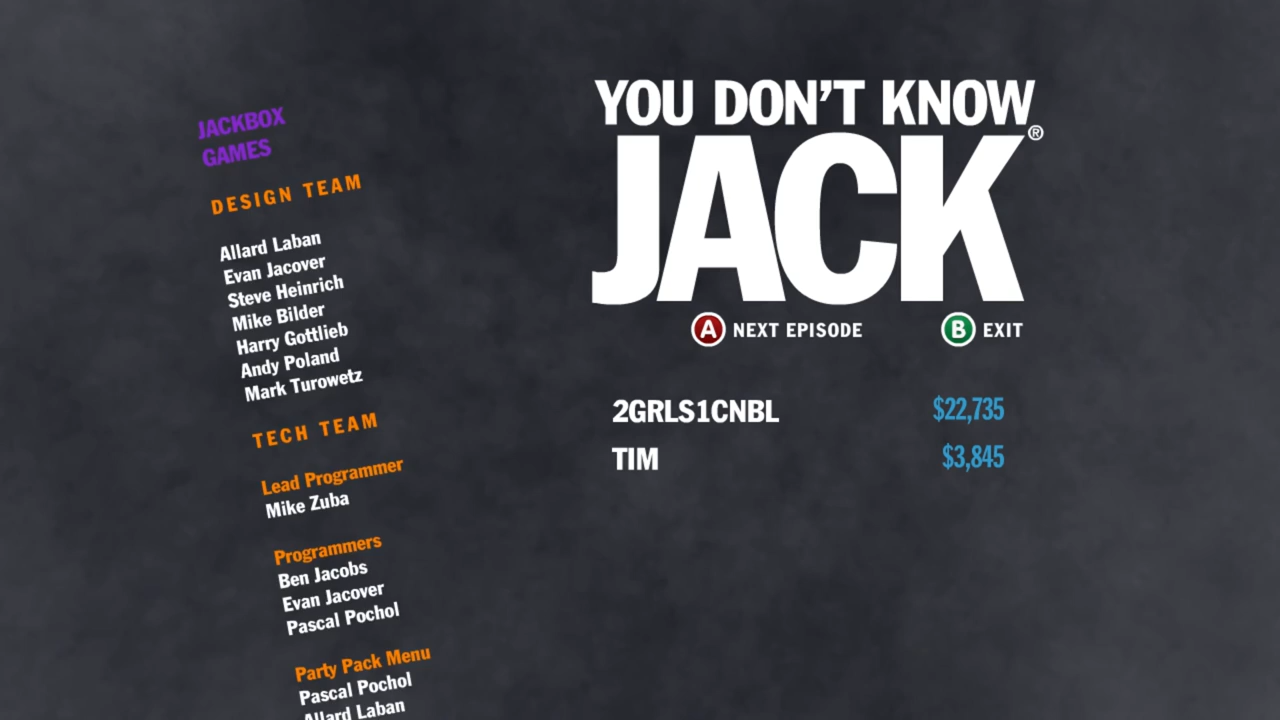 JACKBOX
GAMES
DESIGN TEAM
Allard Laban
Evan Jacover
Steve Heinrich
Mike Bilder
Harry Gottlieb
Andy Poland
Mark Turowetz
TECH TEAM
Lead Programmer
Mike Zuba
Programmers
Ben Jacobs
Evan Jacover
Pascal Pochol
Party Pack Menu
Pascal Pochol
Allard Laban
YOU DON'T KNOW
JACK®
A NEXT EPISODE B EXIT
2GRLS1CNBL $22,735
TIM $3,845